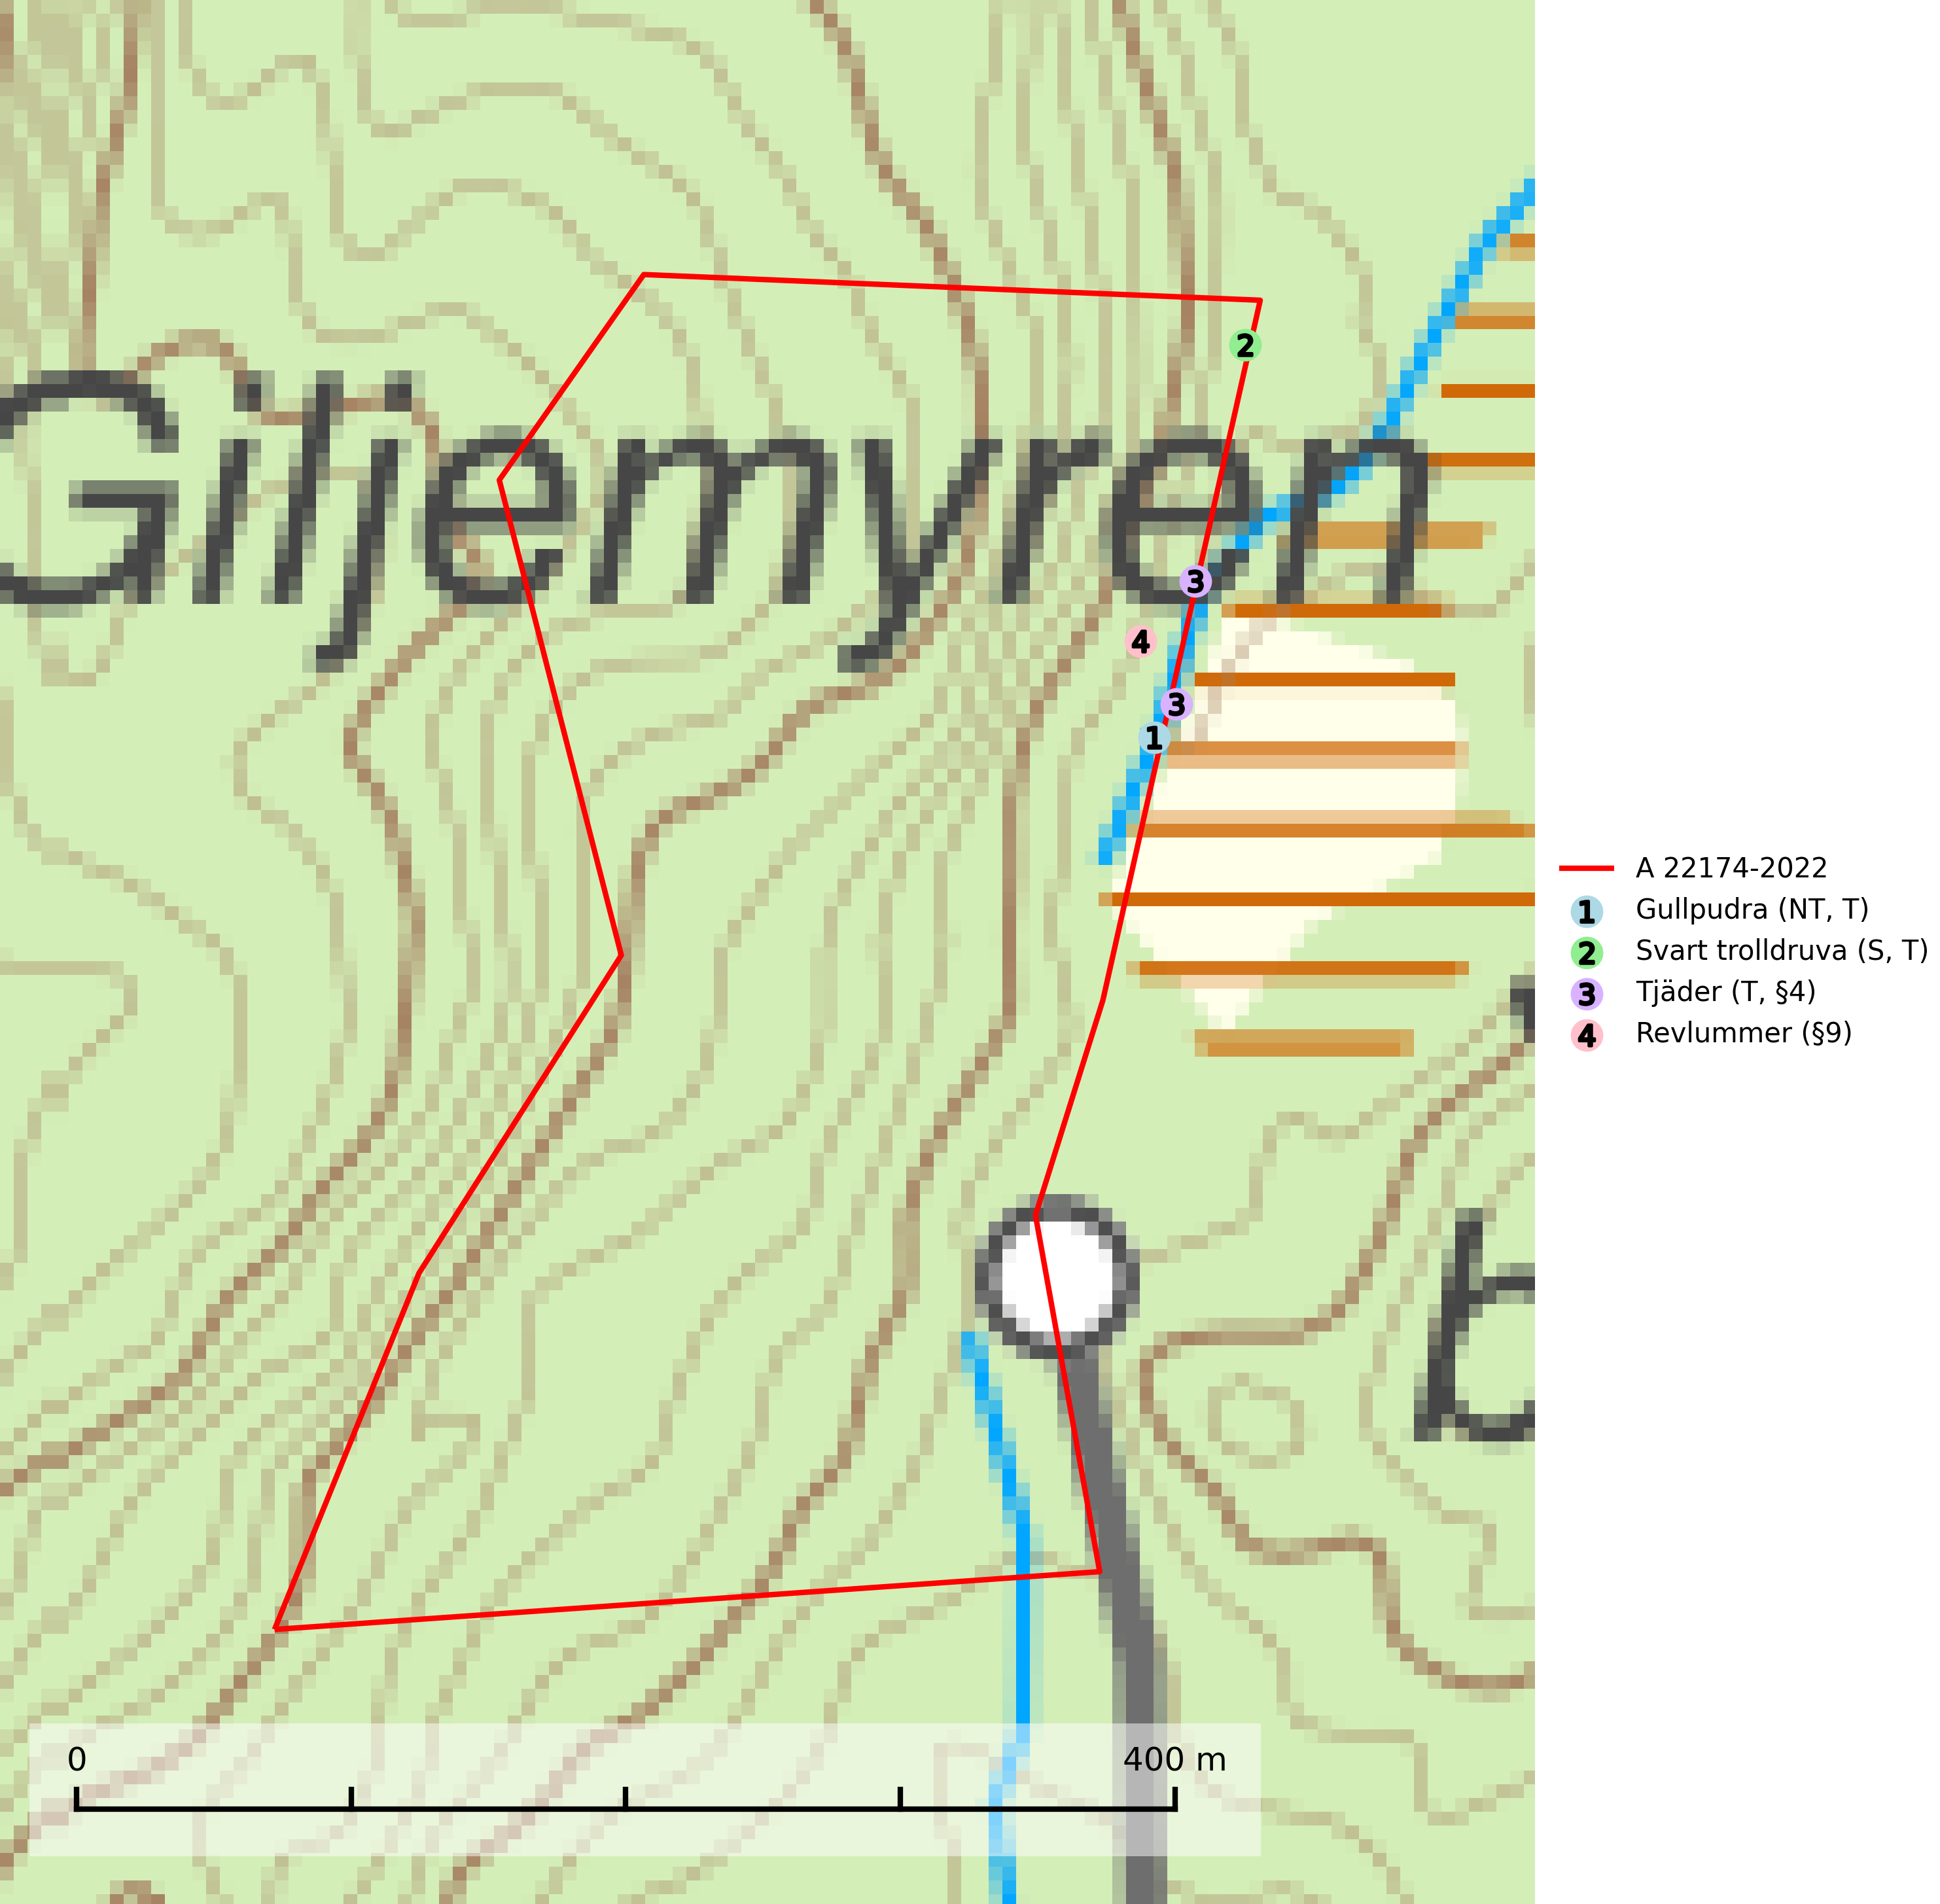 Giljemyren
b
0 400 m
A 22174-2022
1 Gullpudra (NT, T)
2 Svart trolldruva (S, T)
3 Tjäder (T, §4)
4 Revlummer (§9)
2
3
4
3
1